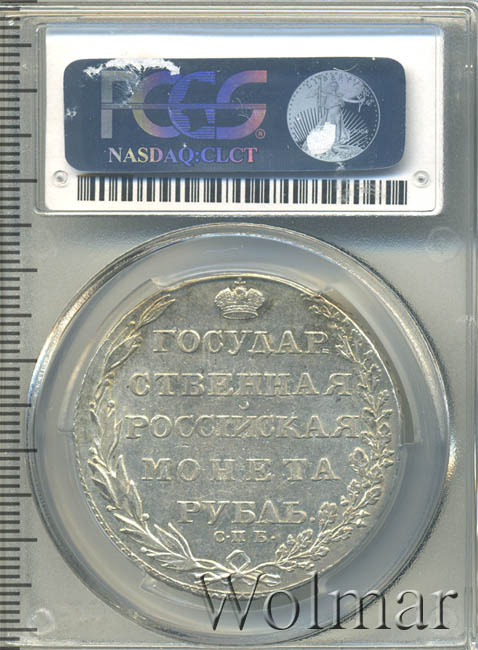 PCGS®
NASDAQ:CLCT
ГОСУДАР.
СТВЕННАЯ
РОССІЙСКАЯ
МОНЕТА
РУБЛЬ.
С·П·Б·
Wolmar